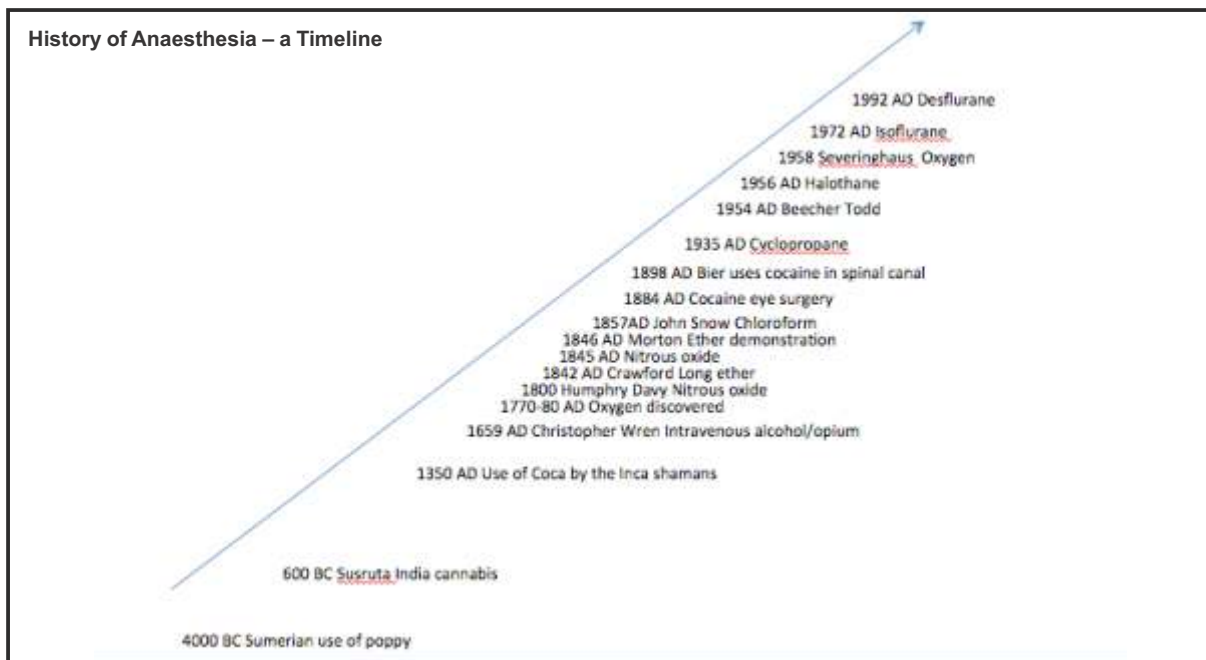 History of Anaesthesia – a Timeline
1992 AD Desflurane
1972 AD Isoflurane
1958 Severinghaus Oxygen
1956 AD Halothane
1954 AD Beecher Todd
1935 AD Cyclopropane
1898 AD Bier uses cocaine in spinal canal
1884 AD Cocaine eye surgery
1857AD John Snow Chloroform
1846 AD Morton Ether demonstration
1845 AD Nitrous oxide
1842 AD Crawford Long ether
1800 Humphry Davy Nitrous oxide
1770-80 AD Oxygen discovered
1659 AD Christopher Wren Intravenous alcohol/opium
1350 AD Use of Coca by the Inca shamans
600 BC Susruta India cannabis
4000 BC Sumerian use of poppy